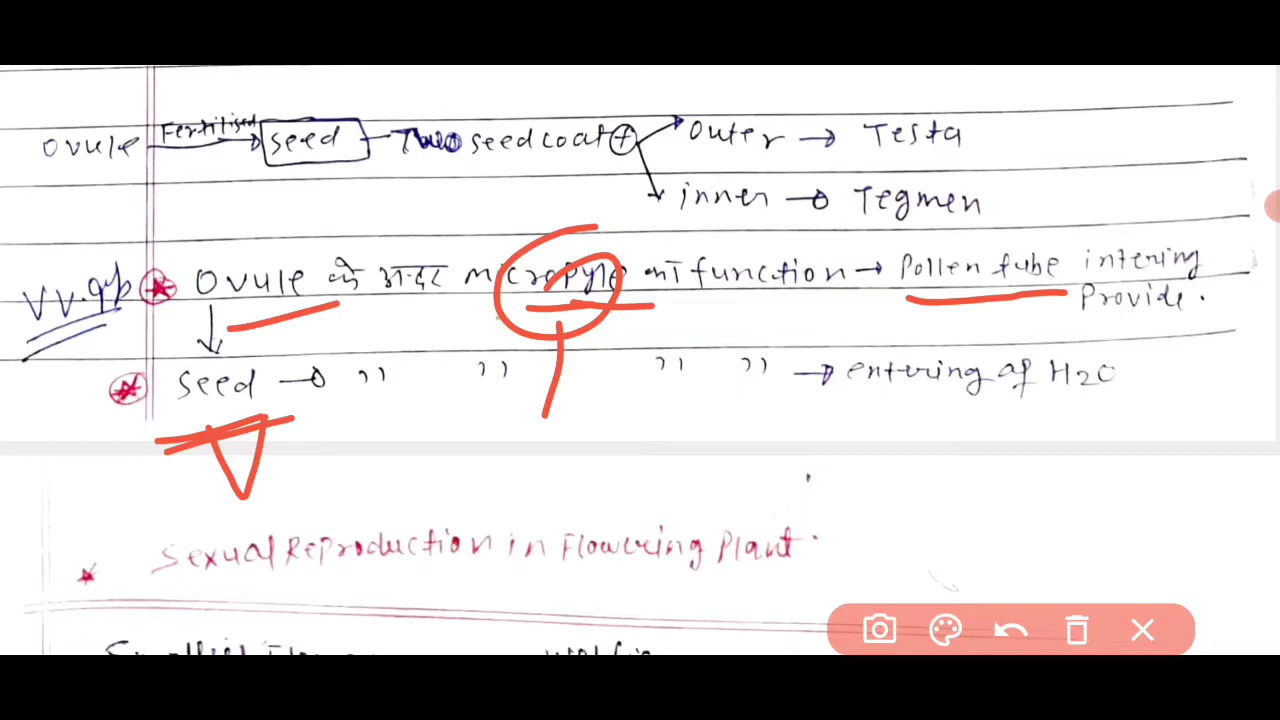 Ovule Fertilised seed Two seed coat + Outer → Testa
inner → Tegmen
VV.Imp Ovule के अन्दर micropyle का function → Pollen tube intering
Provide.
Seed → ,, ,, ,, ,, → entering of H2O
Sexual Reproduction in Flowering Plant.